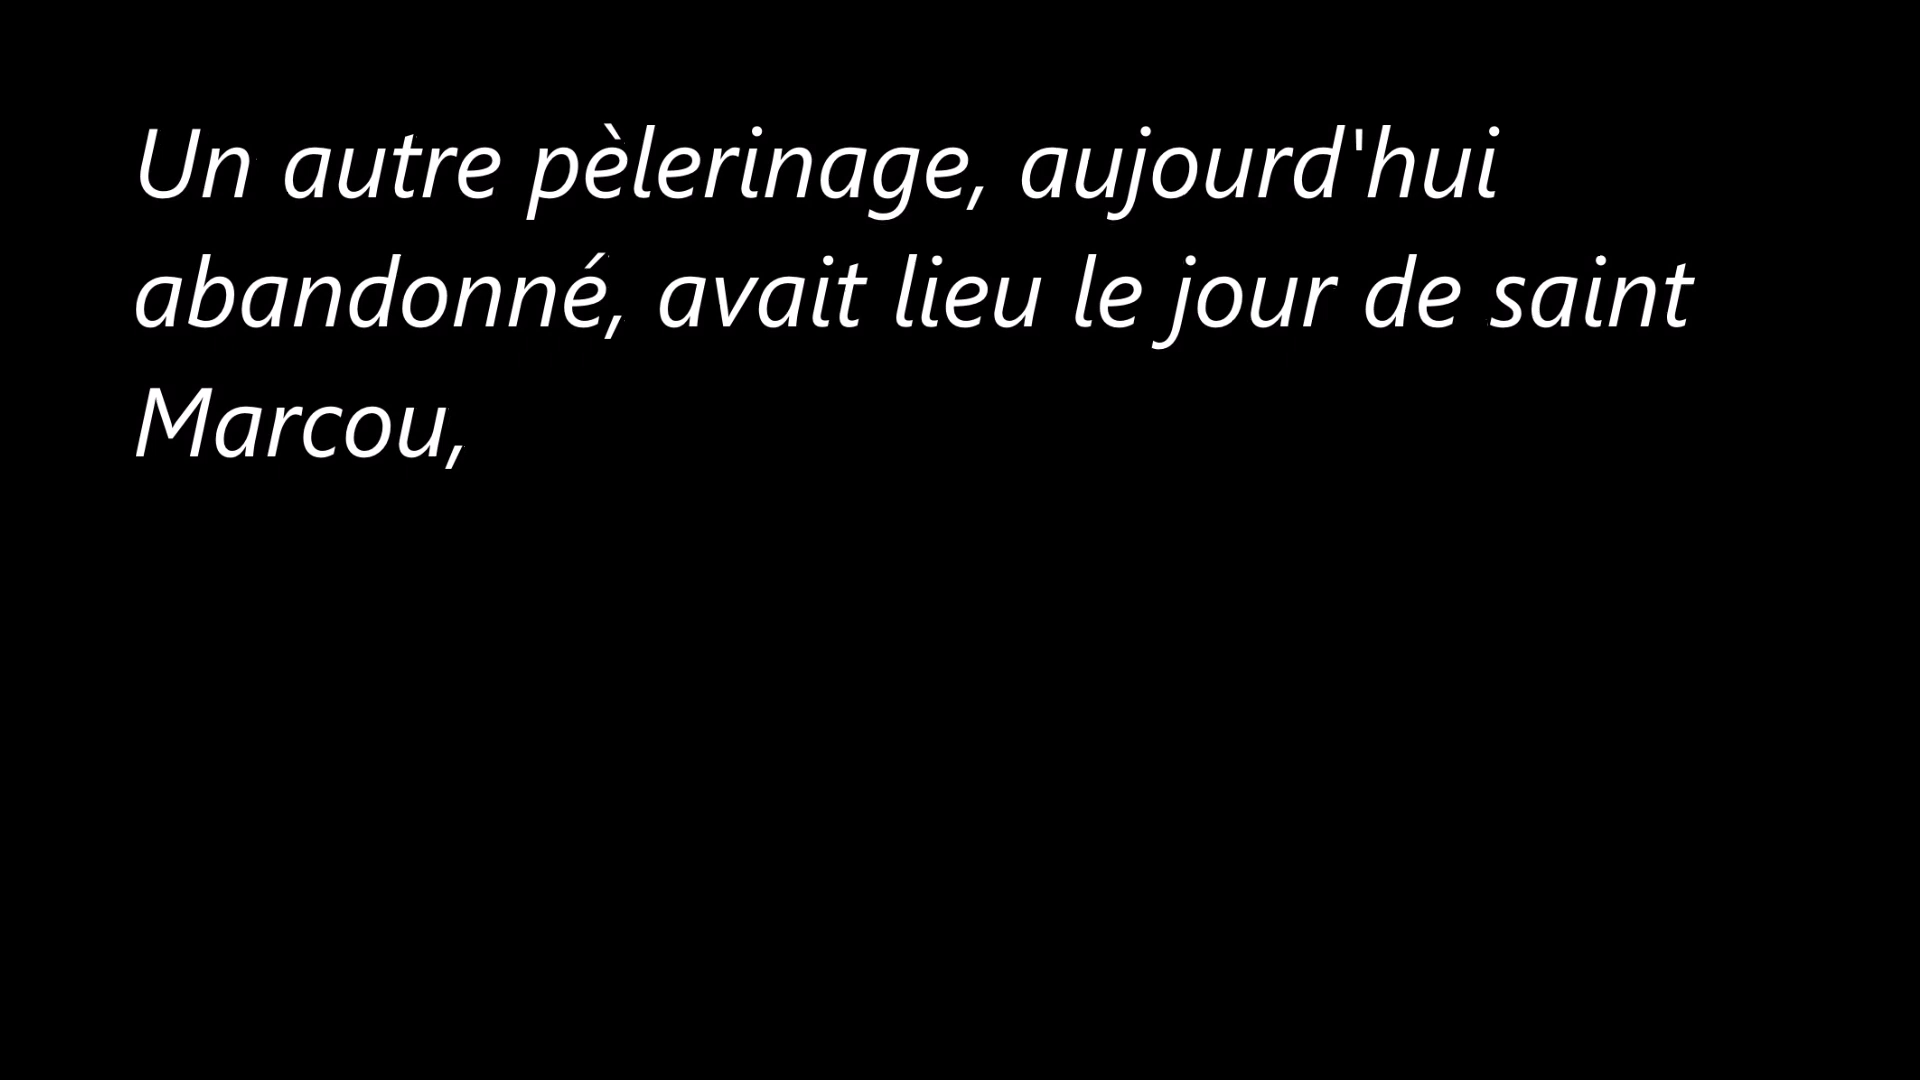 Un autre pèlerinage, aujourd'hui
abandonné, avait lieu le jour de saint
Marcou,